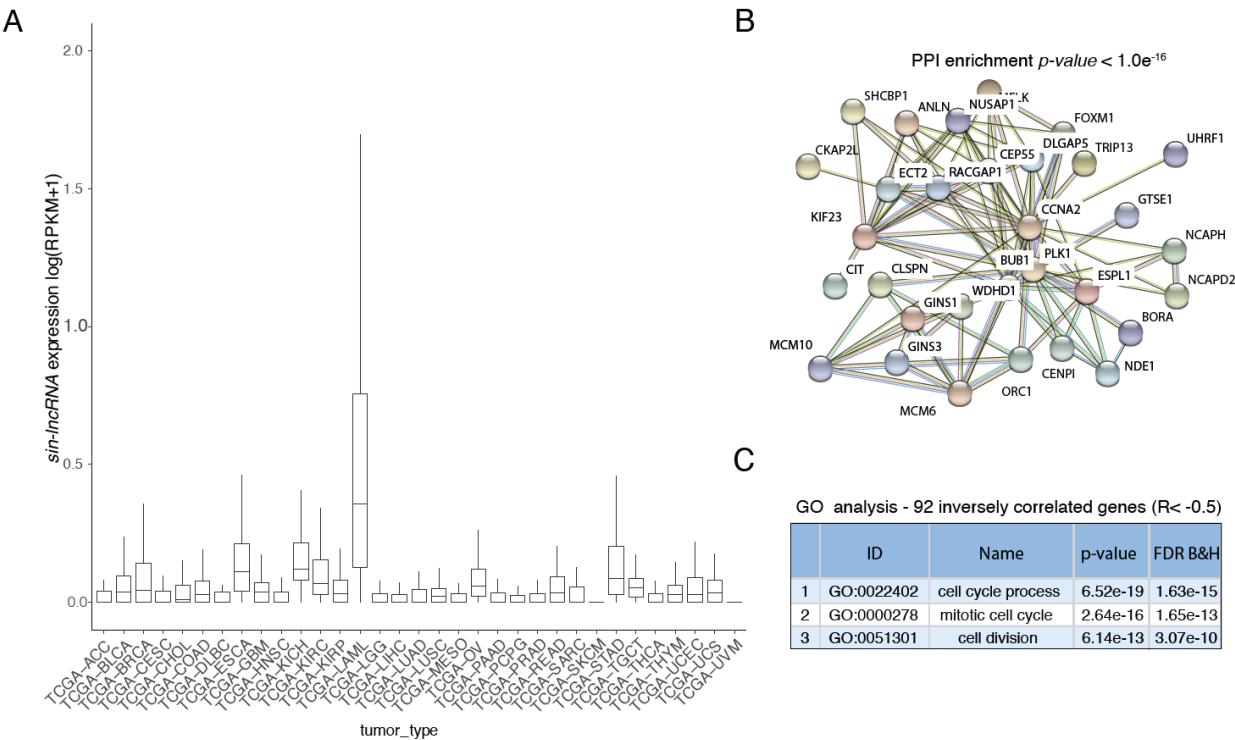 A
2.0
1.5
1.0
0.5
0.0
sin-lncRNA expression log(RPKM+1)
TCGA-ACC
TCGA-BLCA
TCGA-BRCA
TCGA-CESC
TCGA-CHOL
TCGA-COAD
TCGA-DLBC
TCGA-ESCA
TCGA-GBM
TCGA-HNSC
TCGA-KICH
TCGA-KIRC
TCGA-KIRP
TCGA-LAML
TCGA-LGG
TCGA-LIHC
TCGA-LUAD
TCGA-LUSC
TCGA-MESO
TCGA-OV
TCGA-PAAD
TCGA-PCPG
TCGA-PRAD
TCGA-READ
TCGA-SARC
TCGA-SKCM
TCGA-STAD
TCGA-TGCT
TCGA-THCA
TCGA-THYM
TCGA-UCEC
TCGA-UCS
TCGA-UVM
tumor_type
B
PPI enrichment p-value < 1.0e-16
SHCBP1
ANLN
NUSAP1
FOXM1
UHRF1
CKAP2L
CEP55
DLGAP5
TRIP13
ECT2
RACGAP1
KIF23
CCNA2
GTSE1
NCAPH
CIT
CLSPN
BUB1
PLK1
ESPL1
NCAPD2
WDHD1
GINS1
BORA
MCM10
GINS3
CENPI
NDE1
ORC1
MCM6
C
GO analysis - 92 inversely correlated genes (R< -0.5)
ID Name p-value FDR B&H
1 GO:0022402 cell cycle process 6.52e-19 1.63e-15
2 GO:0000278 mitotic cell cycle 2.64e-16 1.65e-13
3 GO:0051301 cell division 6.14e-13 3.07e-10